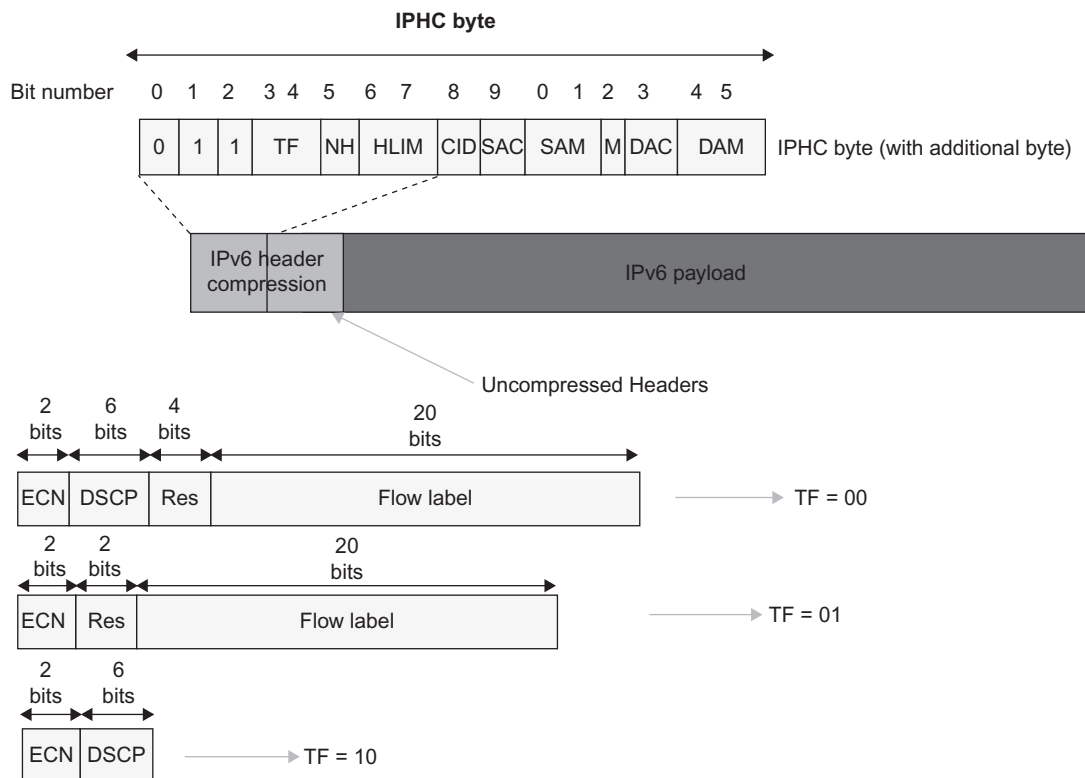 IPHC byte
Bit number 0 1 2 3 4 5 6 7 8 9 0 1 2 3 4 5
0 1 1 TF NH HLIM CID SAC SAM M DAC DAM IPHC byte (with additional byte)
IPv6 header
compression
IPv6 payload
Uncompressed Headers
2 6 4 20
bits bits bits bits
ECN DSCP Res Flow label TF = 00
2 2 20
bits bits bits
ECN Res Flow label TF = 01
2 6
bits bits
ECN DSCP TF = 10